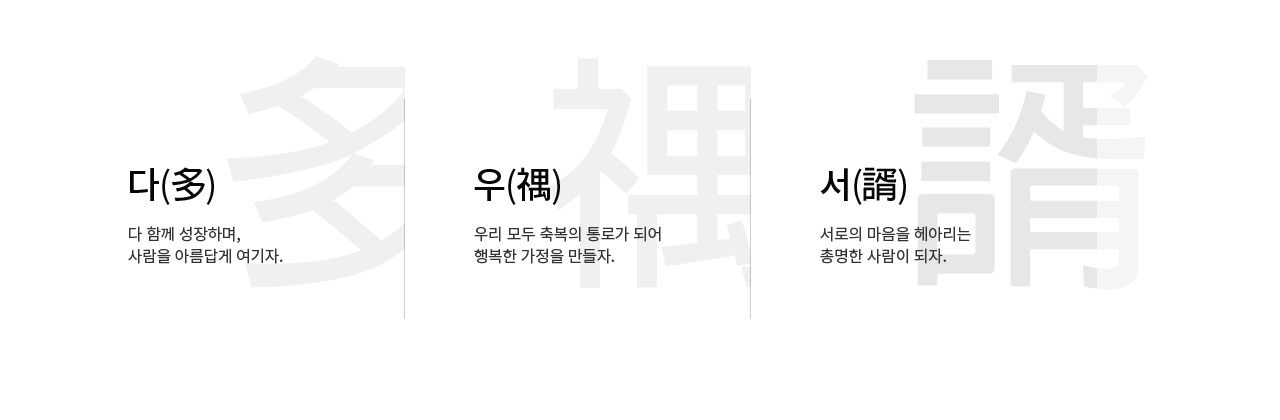 다(多)
다 함께 성장하며,
사람을 아름답게 여기자.
우(禑)
우리 모두 축복의 통로가 되어
행복한 가정을 만들자.
서(諝)
서로의 마음을 헤아리는
총명한 사람이 되자.
多
禑
諝